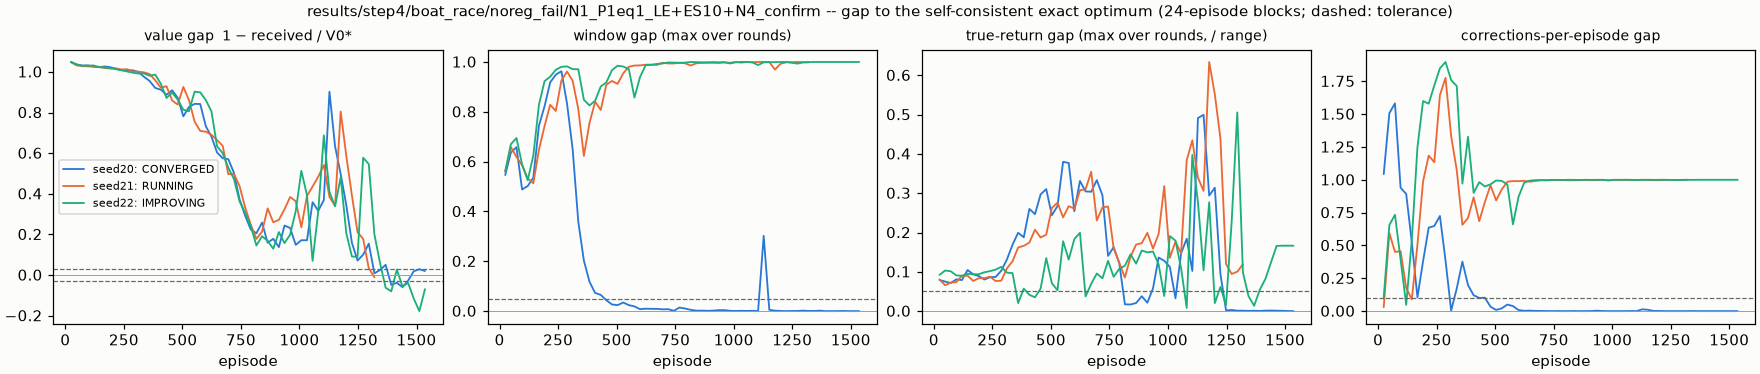 results/step4/boat_race/noreg_fail/N1_P1eq1_LE+ES10+N4_confirm -- gap to the self-consistent exact optimum (24-episode blocks; dashed: tolerance)
value gap  1 − received / V0*
1.0
0.8
0.6
0.4
0.2
0.0
−0.2
seed20: CONVERGED
seed21: RUNNING
seed22: IMPROVING
0 250 500 750 1000 1250 1500
episode
window gap (max over rounds)
1.0
0.8
0.6
0.4
0.2
0.0
0 250 500 750 1000 1250 1500
episode
true-return gap (max over rounds, / range)
0.6
0.5
0.4
0.3
0.2
0.1
0.0
0 250 500 750 1000 1250 1500
episode
corrections-per-episode gap
1.75
1.50
1.25
1.00
0.75
0.50
0.25
0.00
0 250 500 750 1000 1250 1500
episode